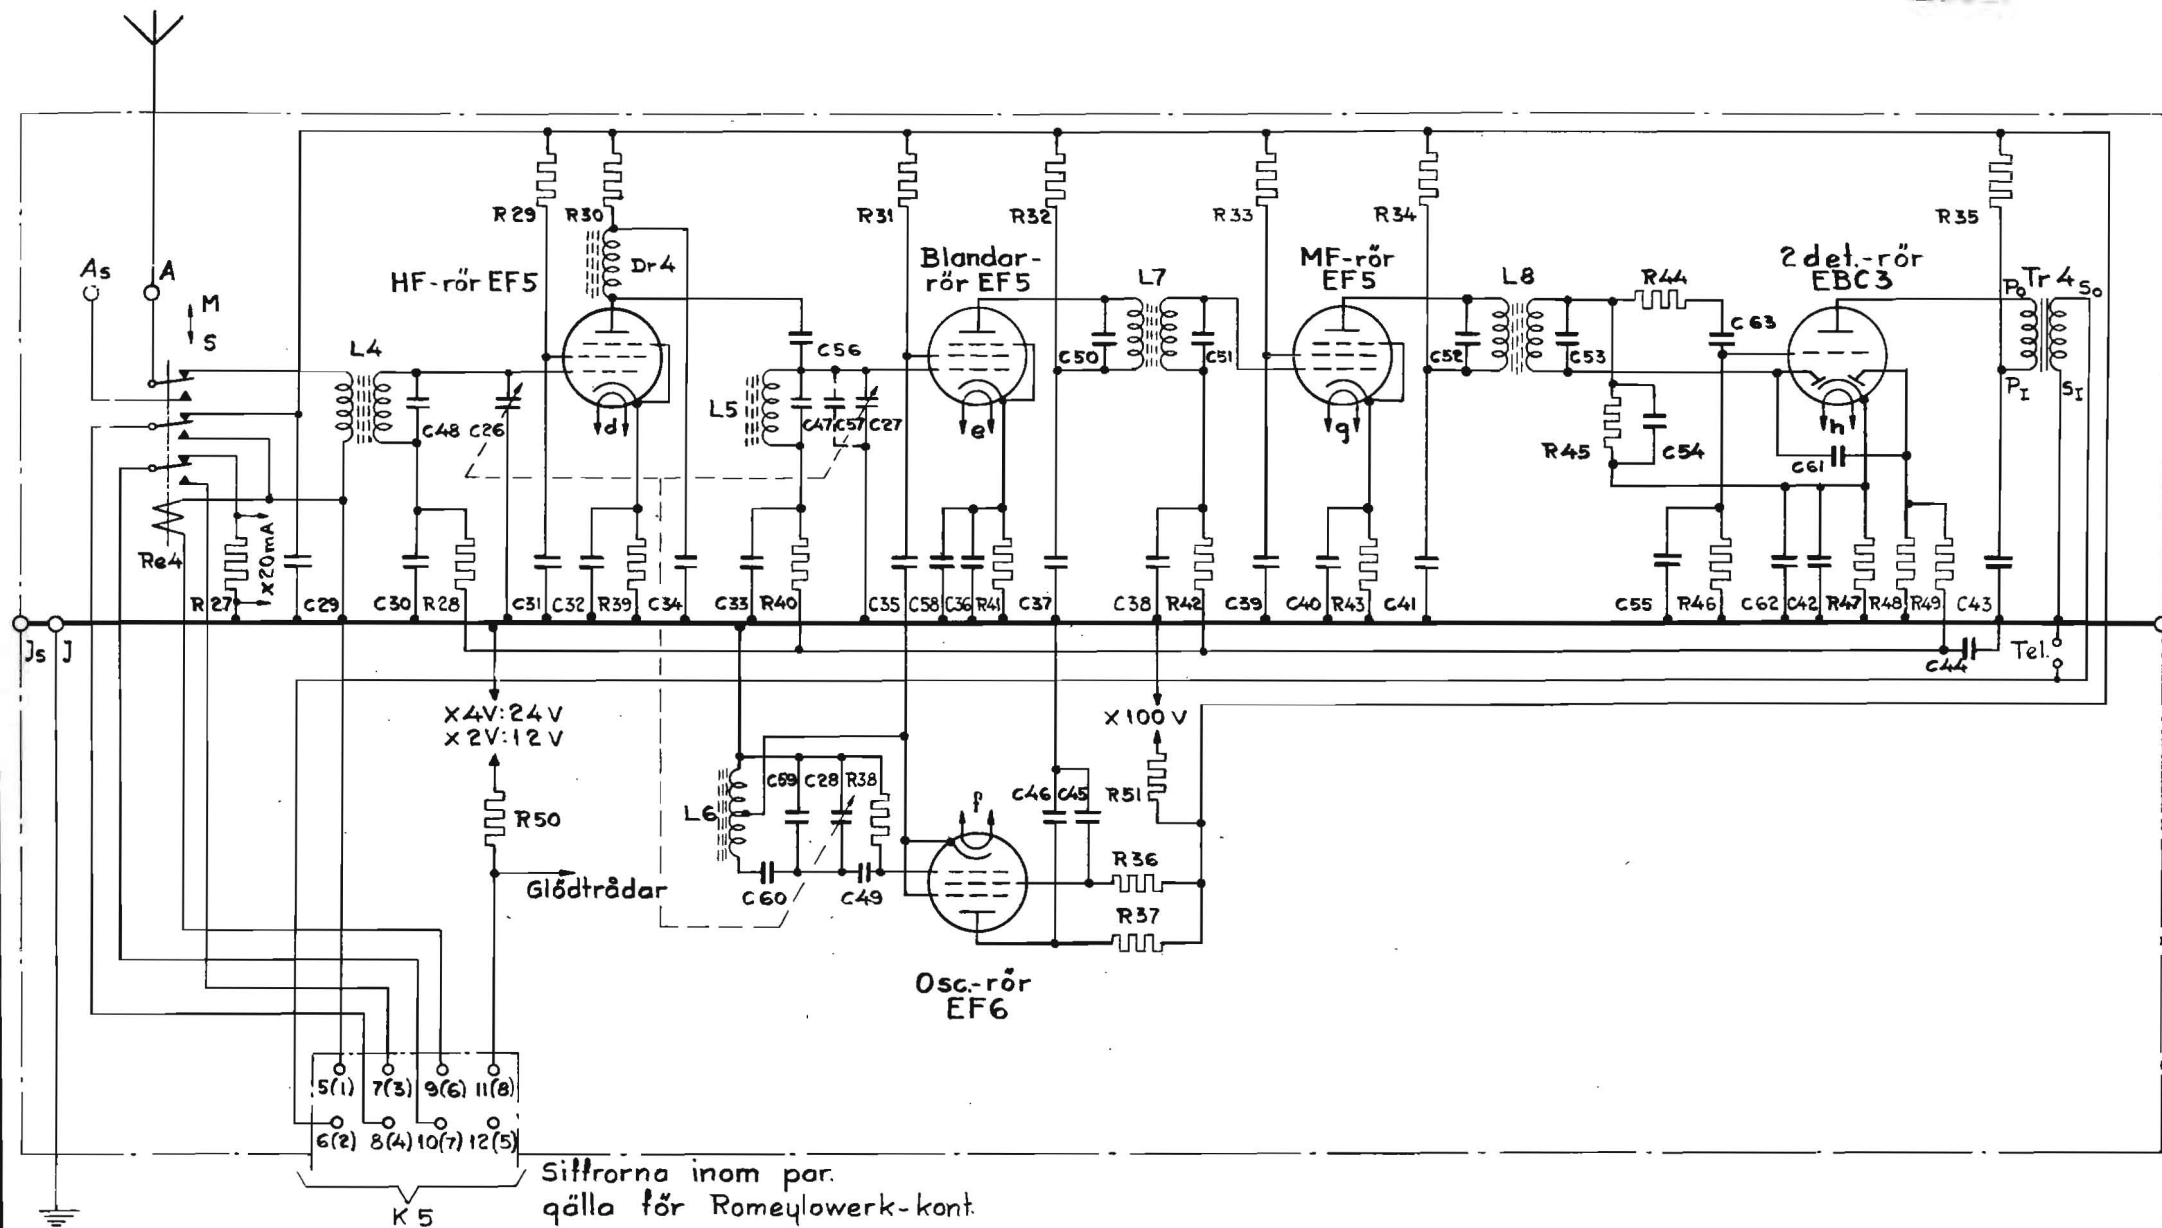 R29
R30
R31
R32
R33
R34
R35
Dr4
HF-rör EF5
Blandar-
rör EF5
L7
MF-rör
EF5
L8
R44
2 det.-rör
EBC3
P₀
Tr 4
S₀
As
A
M
S
L4
C48
C26
d
L5
C56
C47
C57
C27
e
C50
C51
g
C52
C53
C63
R45
C54
h
C61
P_I
S_I
Re4
R27
X20mA
C29
C30
R28
C31
C32
R39
C34
C33
R40
C35
C58
C36
R41
C37
C38
R42
C39
C40
R43
C41
C55
R46
C62
C42
R47
R48
R49
C43
Js
J
C44
Tel.
X4V:24V
X2V:12V
X100V
R50
Glödtrådar
L6
C59
C28
R38
C60
C49
f
C46
C45
R51
R36
R37
Osc.-rör
EF6
5(1) 7(3) 9(6) 11(8)
6(2) 8(4) 10(7) 12(5)
K 5
Siffrorna inom par.
gälla för Romeylowerk-kont.